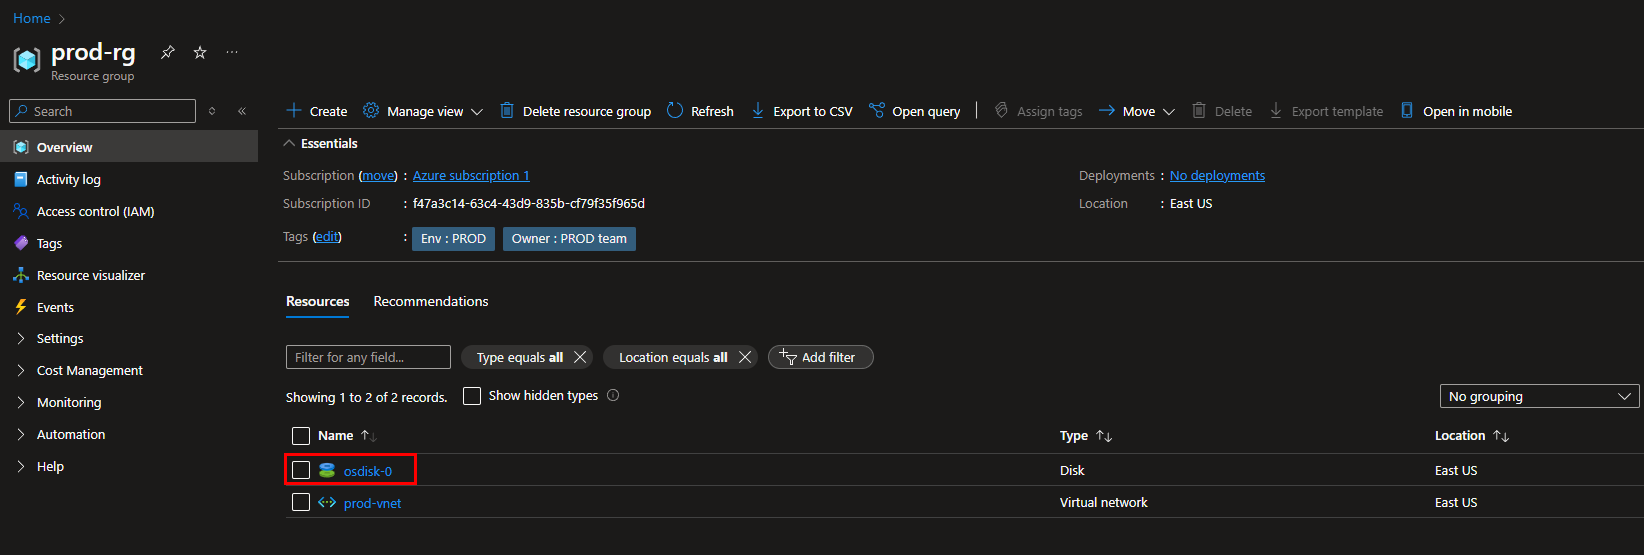 Home
prod-rg
Resource group
Search
Overview
Activity log
Access control (IAM)
Tags
Resource visualizer
Events
Settings
Cost Management
Monitoring
Automation
Help
Create Manage view Delete resource group Refresh Export to CSV Open query Assign tags Move Delete Export template Open in mobile
Essentials
Subscription (move) : Azure subscription 1
Subscription ID : f47a3c14-63c4-43d9-835b-cf79f35f965d
Tags (edit) : Env : PROD Owner : PROD team
Deployments : No deployments
Location : East US
Resources Recommendations
Filter for any field... Type equals all Location equals all Add filter
Showing 1 to 2 of 2 records. Show hidden types
No grouping
Name Type Location
osdisk-0 Disk East US
prod-vnet Virtual network East US